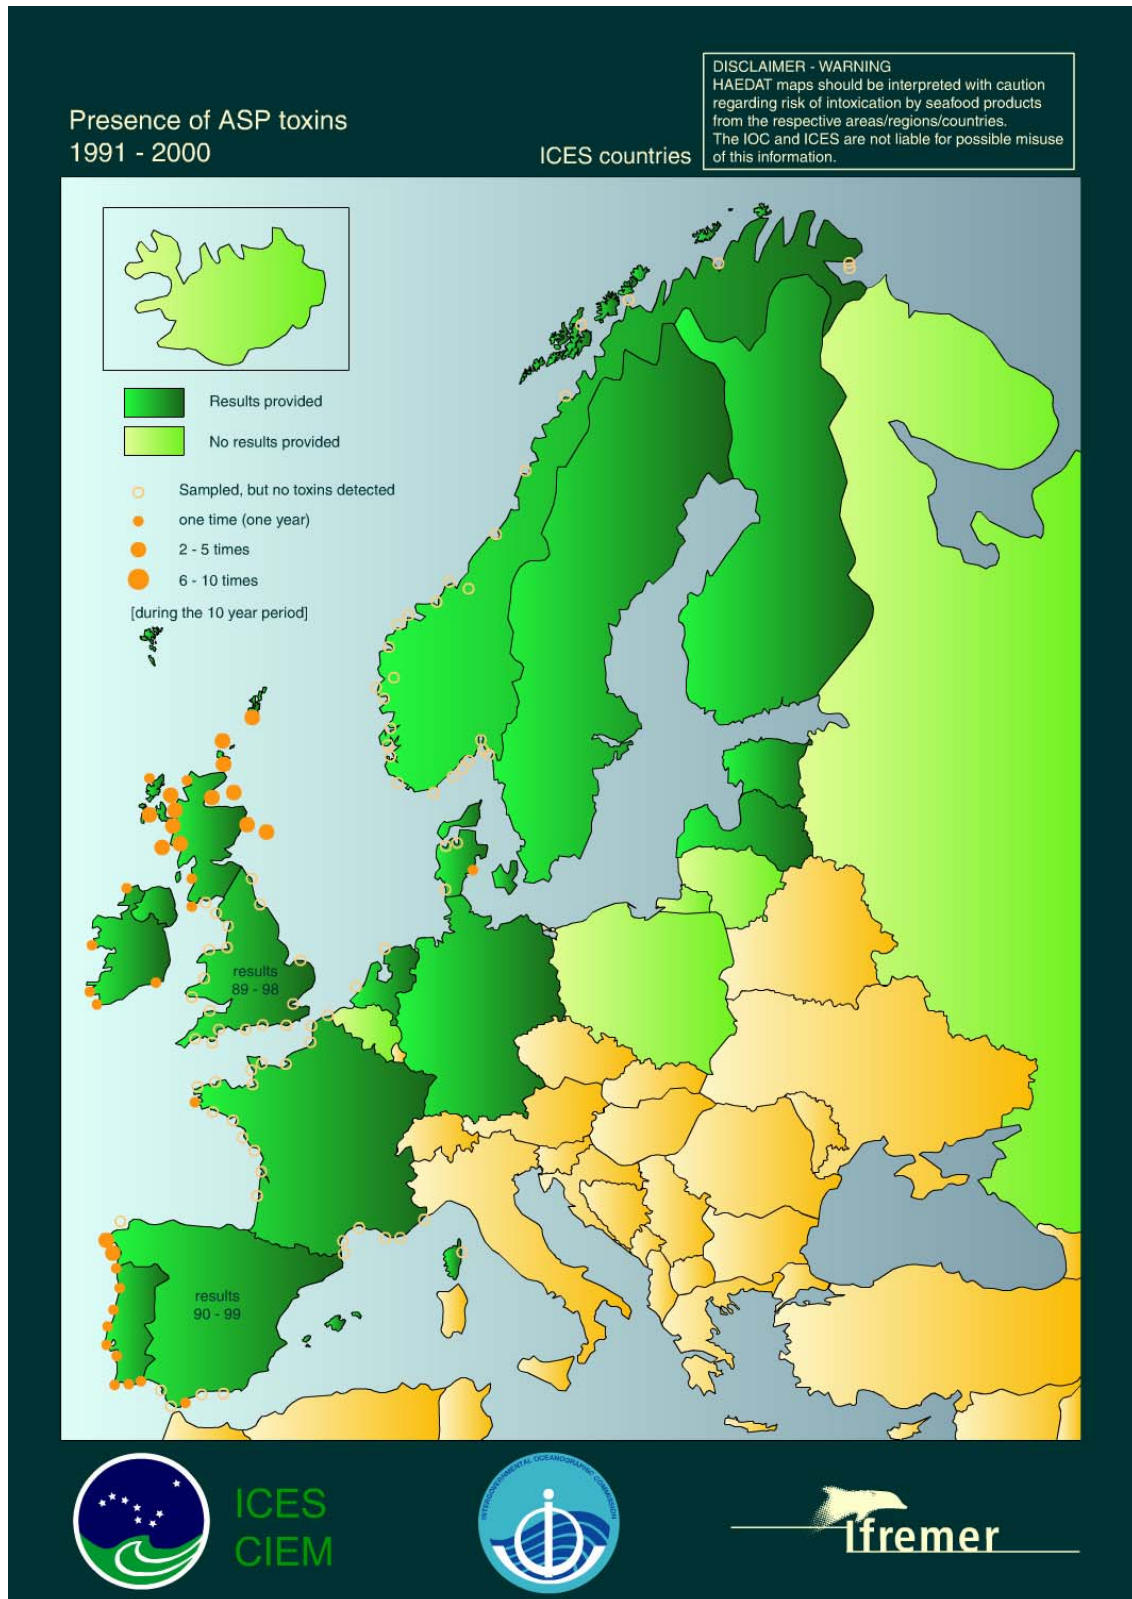 Presence of ASP toxins
1991 - 2000
ICES countries
DISCLAIMER - WARNING
HAEDAT maps should be interpreted with caution
regarding risk of intoxication by seafood products
from the respective areas/regions/countries.
The IOC and ICES are not liable for possible misuse
of this information.
Results provided
No results provided
Sampled, but no toxins detected
one time (one year)
2 - 5 times
6 - 10 times
[during the 10 year period]
results
89 - 98
results
90 - 99
ICES
CIEM
INTERGOVERNMENTAL OCEANOGRAPHIC COMMISSION
Ifremer